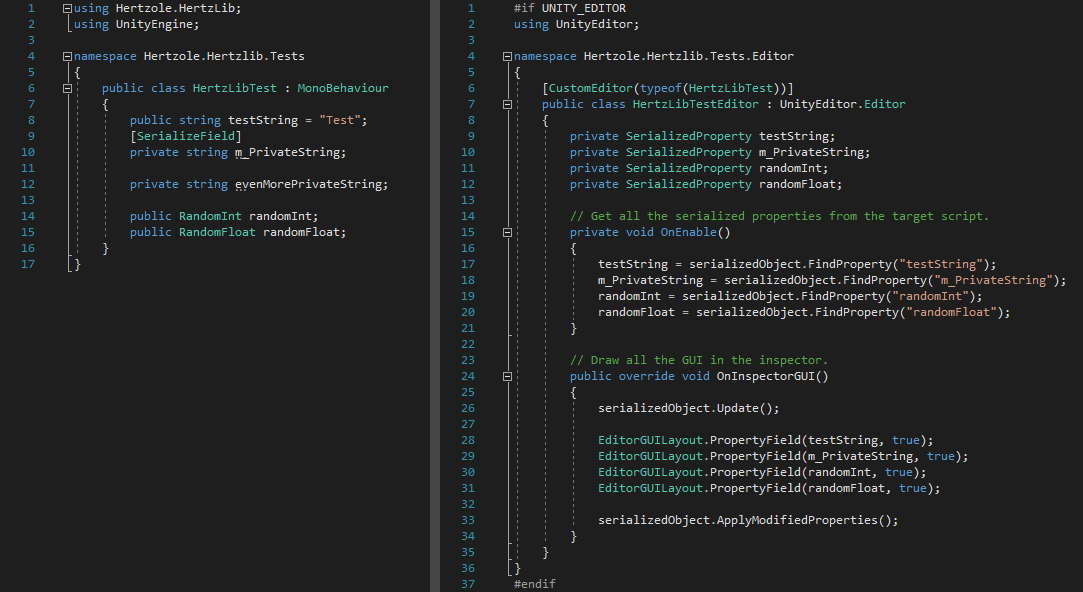 1 using Hertzole.HertzLib;
2 using UnityEngine;
3
4 namespace Hertzole.Hertzlib.Tests
5 {
6 public class HertzLibTest : MonoBehaviour
7 {
8 public string testString = "Test";
9 [SerializeField]
10 private string m_PrivateString;
11
12 private string evenMorePrivateString;
13
14 public RandomInt randomInt;
15 public RandomFloat randomFloat;
16 }
17 }
1 #if UNITY_EDITOR
2 using UnityEditor;
3
4 namespace Hertzole.Hertzlib.Tests.Editor
5 {
6 [CustomEditor(typeof(HertzLibTest))]
7 public class HertzLibTestEditor : UnityEditor.Editor
8 {
9 private SerializedProperty testString;
10 private SerializedProperty m_PrivateString;
11 private SerializedProperty randomInt;
12 private SerializedProperty randomFloat;
13
14 // Get all the serialized properties from the target script.
15 private void OnEnable()
16 {
17 testString = serializedObject.FindProperty("testString");
18 m_PrivateString = serializedObject.FindProperty("m_PrivateString");
19 randomInt = serializedObject.FindProperty("randomInt");
20 randomFloat = serializedObject.FindProperty("randomFloat");
21 }
22
23 // Draw all the GUI in the inspector.
24 public override void OnInspectorGUI()
25 {
26 serializedObject.Update();
27
28 EditorGUILayout.PropertyField(testString, true);
29 EditorGUILayout.PropertyField(m_PrivateString, true);
30 EditorGUILayout.PropertyField(randomInt, true);
31 EditorGUILayout.PropertyField(randomFloat, true);
32
33 serializedObject.ApplyModifiedProperties();
34 }
35 }
36 }
37 #endif